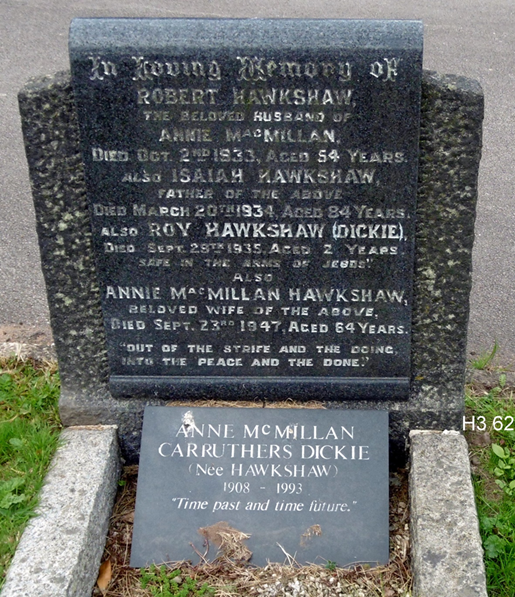 In Loving Memory of
ROBERT HAWKSHAW,
THE BELOVED HUSBAND OF
ANNIE MACMILLAN,
DIED OCT. 2ND 1933, AGED 54 YEARS.
ALSO ISAIAH HAWKSHAW,
FATHER OF THE ABOVE
DIED MARCH 20TH 1934, AGED 84 YEARS.
ALSO ROY HAWKSHAW (DICKIE),
DIED SEPT. 29TH 1935, AGED 2 YEARS
SAFE IN THE ARMS OF JESUS"
ALSO
ANNIE MACMILLAN HAWKSHAW,
BELOVED WIFE OF THE ABOVE,
DIED SEPT. 23RD 1947, AGED 64 YEARS.
"OUT OF THE STRIFE AND THE DOING,
INTO THE PEACE AND THE DONE."
H3 62
ANNE McMILLAN
CARRUTHERS DICKIE
(Nee HAWKSHAW)
1908 - 1993
"Time past and time future."